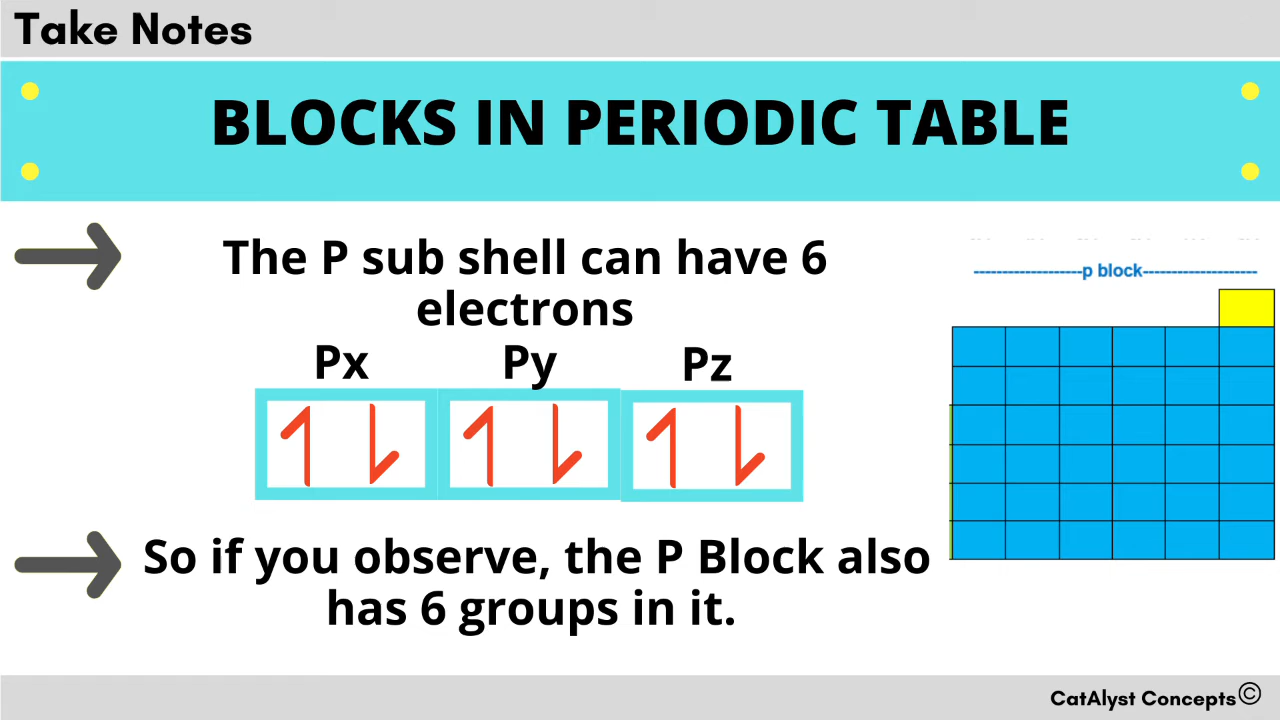 Take Notes
BLOCKS IN PERIODIC TABLE
The P sub shell can have 6
electrons
Px Py Pz
So if you observe, the P Block also
has 6 groups in it.
-------------------p block--------------------
CatAlyst Concepts©